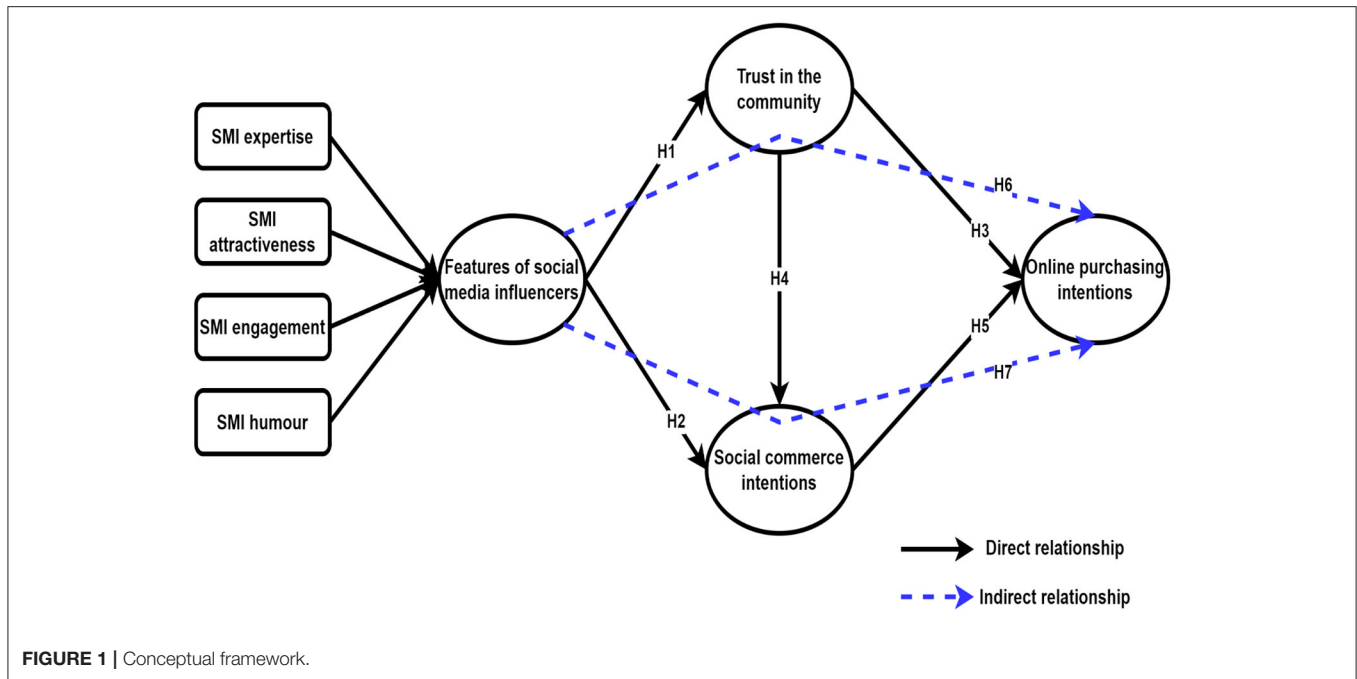 SMI expertise
SMI
attractiveness
SMI engagement
SMI humour
Features of social
media influencers
H1
H2
Trust in the
community
H4
Social commerce
intentions
H6
H3
H5
H7
Online purchasing
intentions
Direct relationship
Indirect relationship
FIGURE 1 | Conceptual framework.